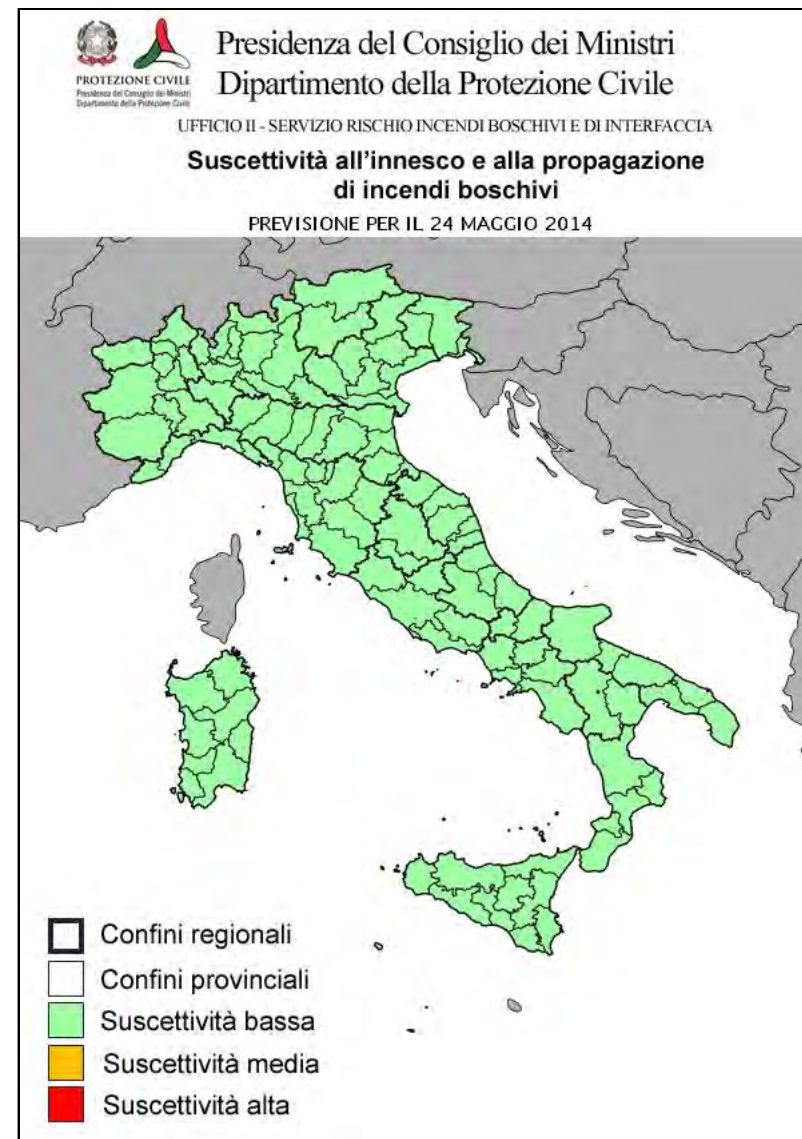 Presidenza del Consiglio dei Ministri
Dipartimento della Protezione Civile
PROTEZIONE CIVILE
Presidenza del Consiglio dei Ministri
Dipartimento della Protezione Civile
UFFICIO II - SERVIZIO RISCHIO INCENDI BOSCHIVI E DI INTERFACCIA
Suscettività all'innesco e alla propagazione
di incendi boschivi
PREVISIONE PER IL 24 MAGGIO 2014
Confini regionali
Confini provinciali
Suscettività bassa
Suscettività media
Suscettività alta